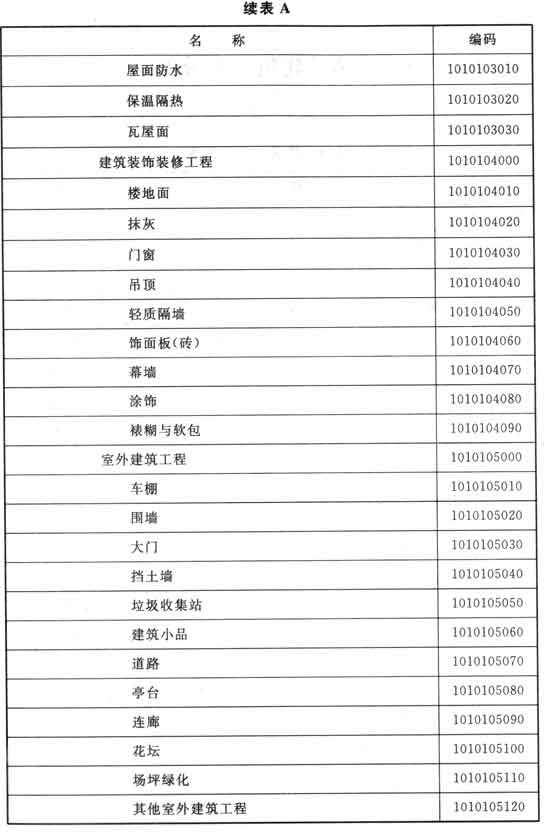 续表 A
名 称 编码
屋面防水 1010103010
保温隔热 1010103020
瓦屋面 1010103030
建筑装饰装修工程 1010104000
楼地面 1010104010
抹灰 1010104020
门窗 1010104030
吊顶 1010104040
轻质隔墙 1010104050
饰面板(砖) 1010104060
幕墙 1010104070
涂饰 1010104080
裱糊与软包 1010104090
室外建筑工程 1010105000
车棚 1010105010
围墙 1010105020
大门 1010105030
挡土墙 1010105040
垃圾收集站 1010105050
建筑小品 1010105060
道路 1010105070
亭台 1010105080
连廊 1010105090
花坛 1010105100
场坪绿化 1010105110
其他室外建筑工程 1010105120